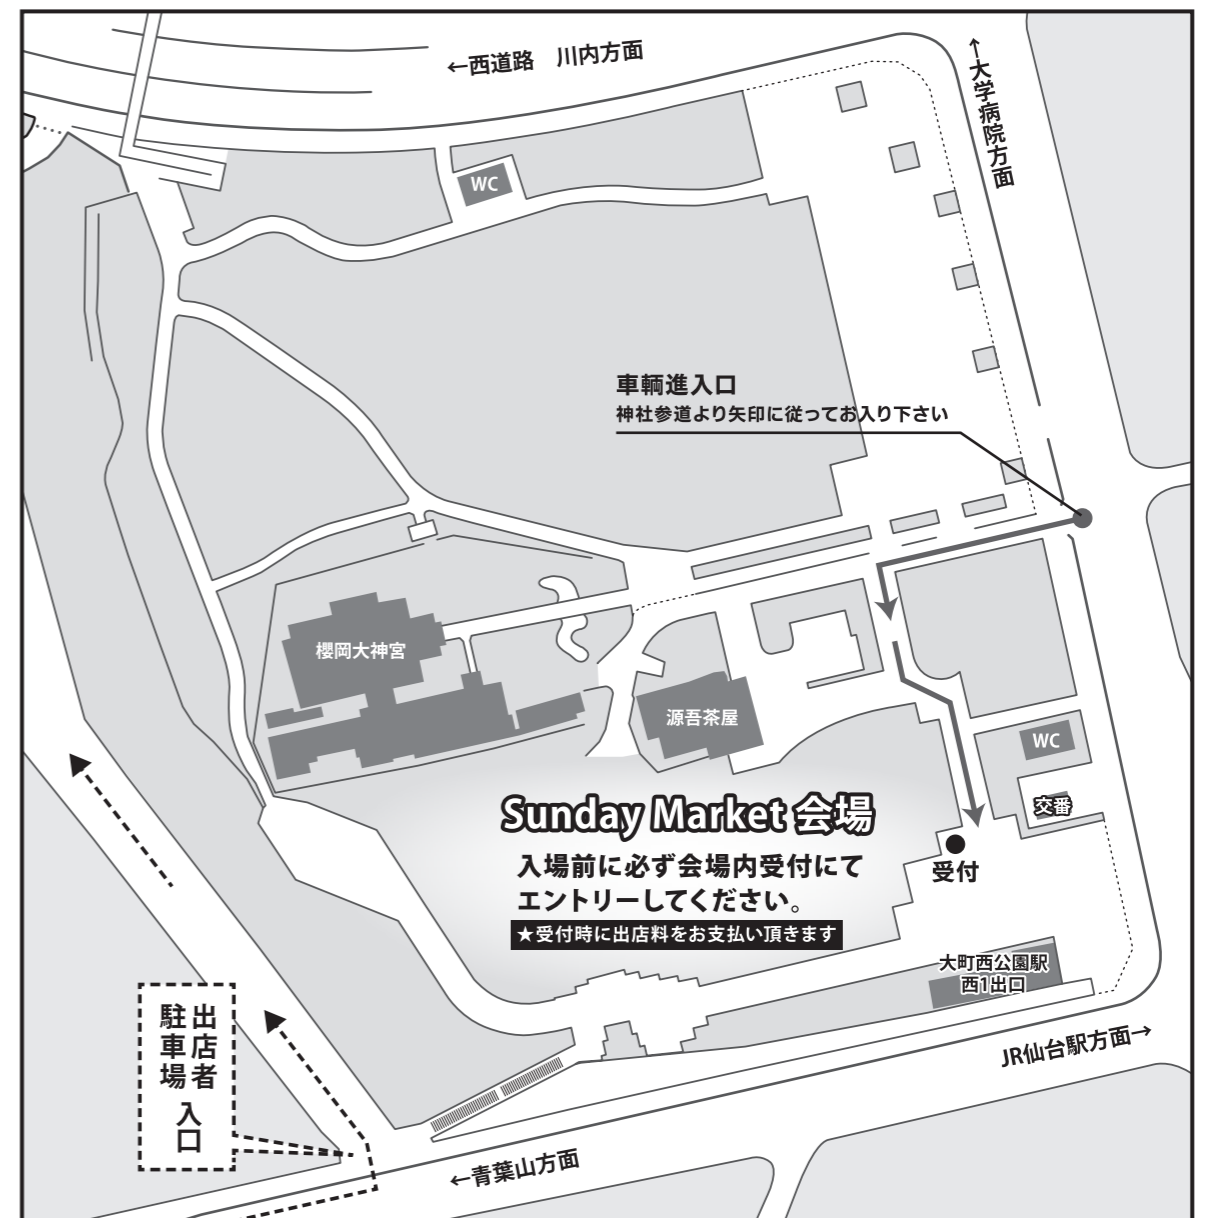 ←西道路　川内方面
←大学病院方面
WC
車輌進入口
神社参道より矢印に従ってお入り下さい
櫻岡大神宮
源吾茶屋
WC
交番
Sunday Market 会場
入場前に必ず会場内受付にて
エントリーしてください。
★受付時に出店料をお支払い頂きます
受付
大町西公園駅
西1出口
出店者
駐車場
入口
JR仙台駅方面→
←青葉山方面